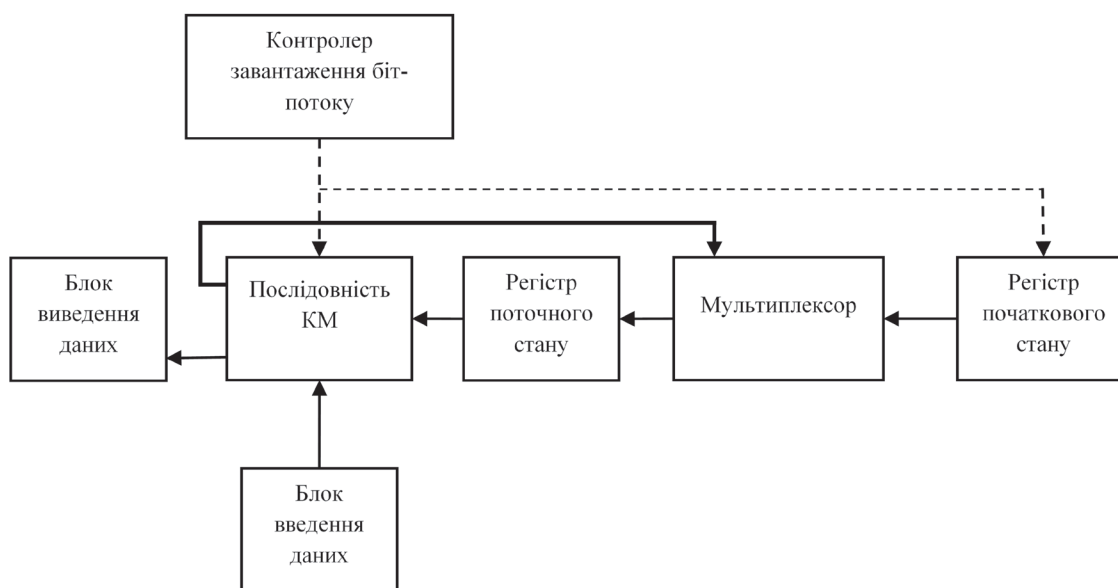 Контролер
завантаження біт-
потоку
Блок
виведення
даних
Послідовність
КМ
Регістр
поточного
стану
Мультиплексор
Регістр
початкового
стану
Блок
введення
даних